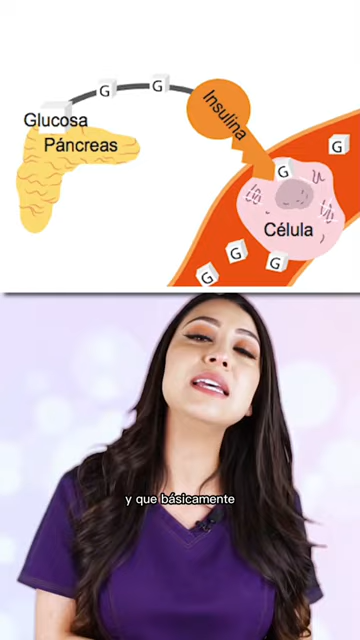 G
G
Glucosa
Páncreas
Insulina
G
G
Célula
G
G
G
y que básicamente